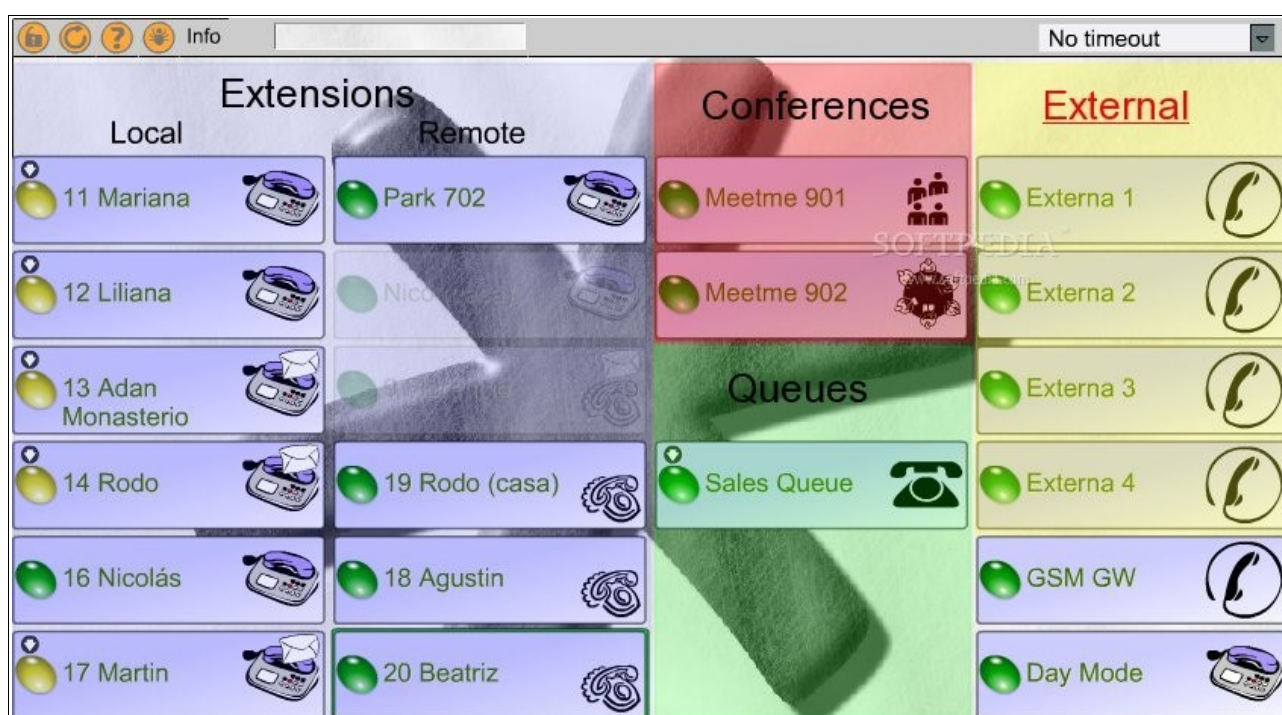 Info
No timeout
Extensions
Local
Remote
Conferences
External
11 Mariana
Park 702
Meetme 901
Externa 1
SOFTPEDIA
12 Liliana
Meetme 902
Externa 2
13 Adan
Monasterio
Queues
Externa 3
14 Rodo
19 Rodo (casa)
Sales Queue
Externa 4
16 Nicolás
18 Agustin
GSM GW
17 Martin
20 Beatriz
Day Mode